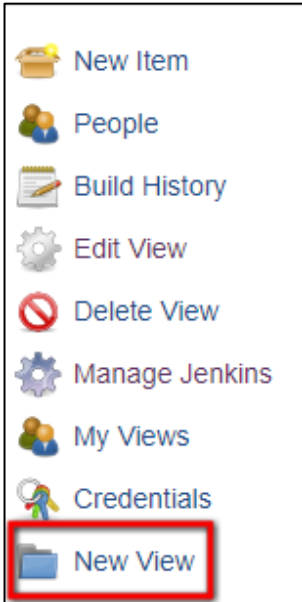 New Item
People
Build History
Edit View
Delete View
Manage Jenkins
My Views
Credentials
New View